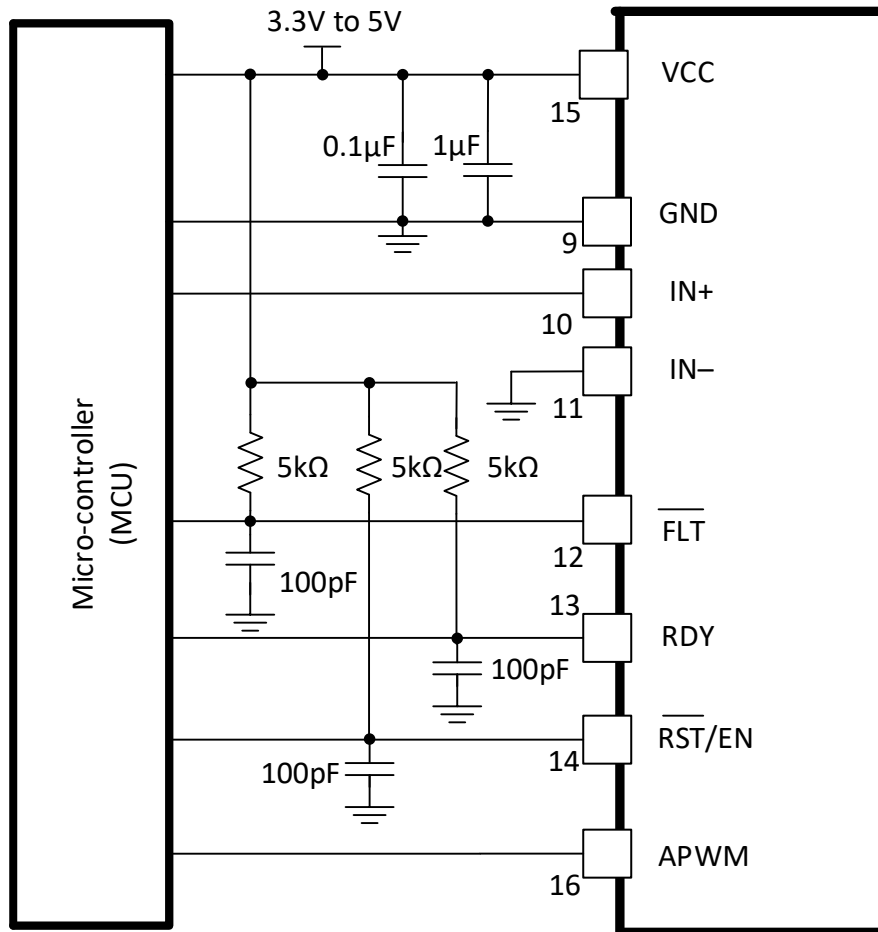 3.3V to 5V
VCC
15
0.1µF
1µF
GND
9
IN+
10
IN–
11
Micro-controller
(MCU)
5kΩ
5kΩ
5kΩ
FLT
12
100pF
13
RDY
100pF
RST/EN
14
100pF
APWM
16